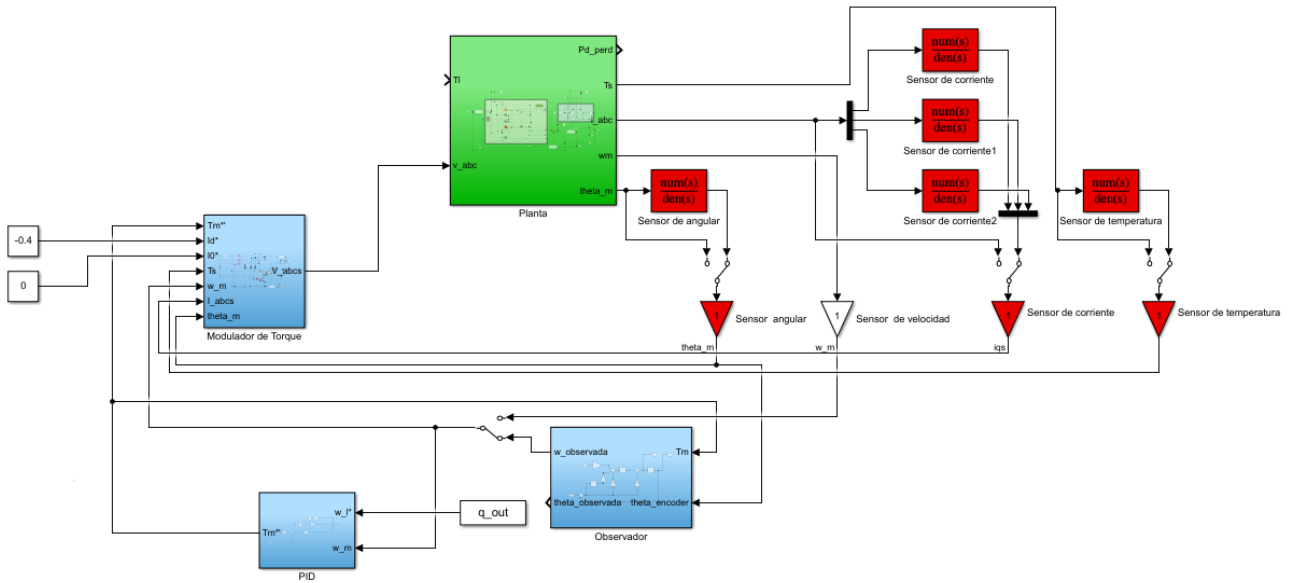 Pd_perd
Tl
Ts
i_abc
v_abc
wm
theta_m
Planta
num(s)
den(s)
Sensor de corriente
num(s)
den(s)
Sensor de corriente1
num(s)
den(s)
Sensor de corriente2
num(s)
den(s)
Sensor de angular
num(s)
den(s)
Sensor de temperatura
-0.4
0
Tm*'
Id*
I0*
Ts
w_m
I_abcs
theta_m
V_abcs
Modulador de Torque
1
Sensor angular
1
Sensor de velocidad
1
Sensor de corriente
1
Sensor de temperatura
theta_m
w_m
iqs
w_observada
Tm
theta_observada
theta_encoder
Observador
Tm*'
w_l*
w_m
PID
q_out